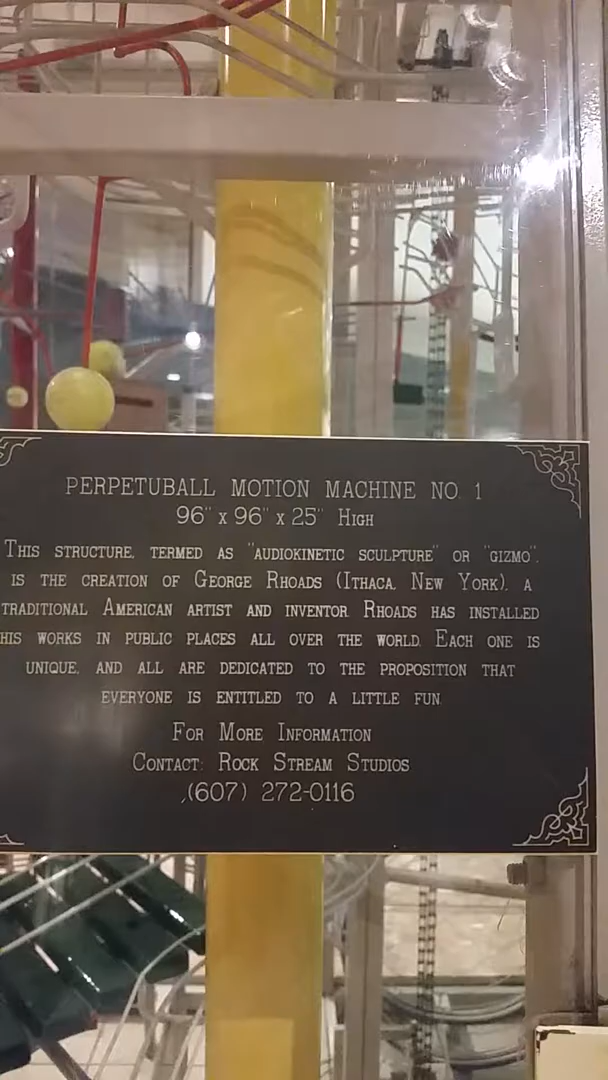 PERPETUBALL MOTION MACHINE NO. 1
96" x 96" x 25" HIGH
THIS STRUCTURE, TERMED AS "AUDIOKINETIC SCULPTURE" OR "GIZMO",
IS THE CREATION OF GEORGE RHOADS (ITHACA, NEW YORK), A
TRADITIONAL AMERICAN ARTIST AND INVENTOR. RHOADS HAS INSTALLED
HIS WORKS IN PUBLIC PLACES ALL OVER THE WORLD. EACH ONE IS
UNIQUE, AND ALL ARE DEDICATED TO THE PROPOSITION THAT
EVERYONE IS ENTITLED TO A LITTLE FUN.
FOR MORE INFORMATION
CONTACT: ROCK STREAM STUDIOS
(607) 272-0116